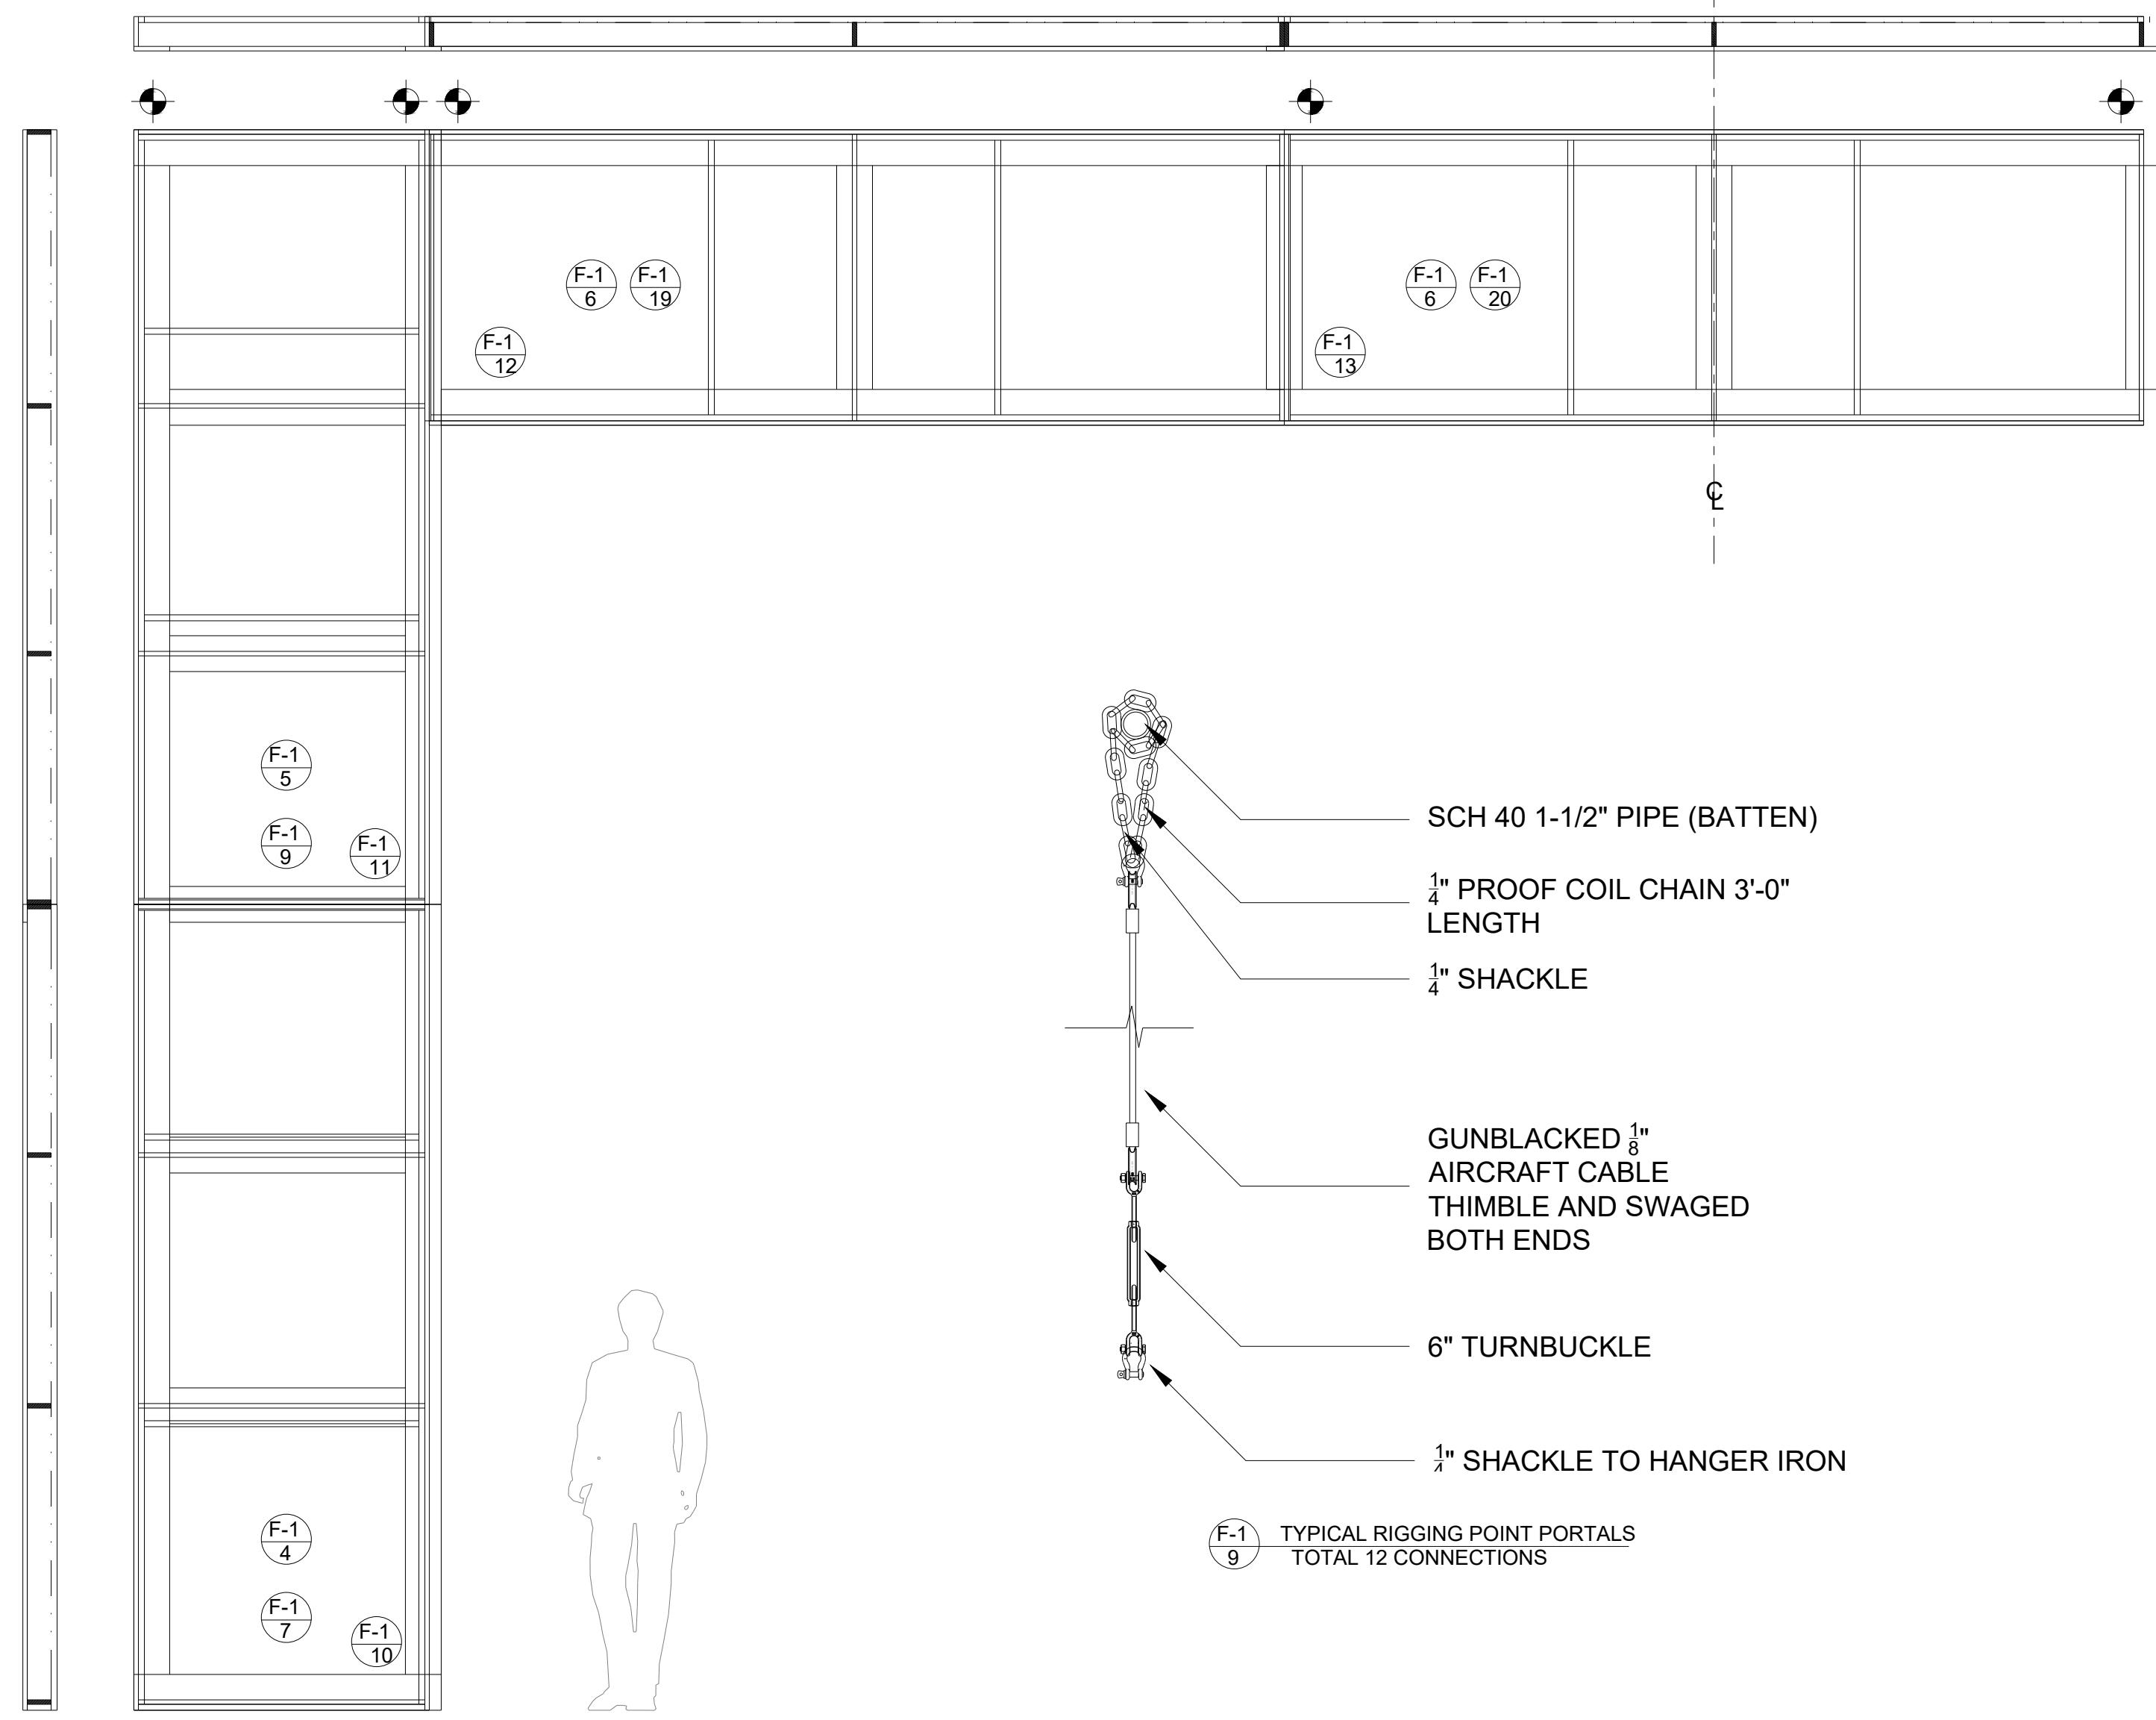 F-1
6
F-1
19
F-1
12
F-1
6
F-1
20
F-1
13
℄
F-1
5
F-1
9
F-1
11
SCH 40 1-1/2" PIPE (BATTEN)
1/4" PROOF COIL CHAIN 3'-0"
LENGTH
1/4" SHACKLE
GUNBLACKED 1/8"
AIRCRAFT CABLE
THIMBLE AND SWAGED
BOTH ENDS
6" TURNBUCKLE
1/4" SHACKLE TO HANGER IRON
F-1
4
F-1
7
F-1
10
F-1
9
TYPICAL RIGGING POINT PORTALS
TOTAL 12 CONNECTIONS